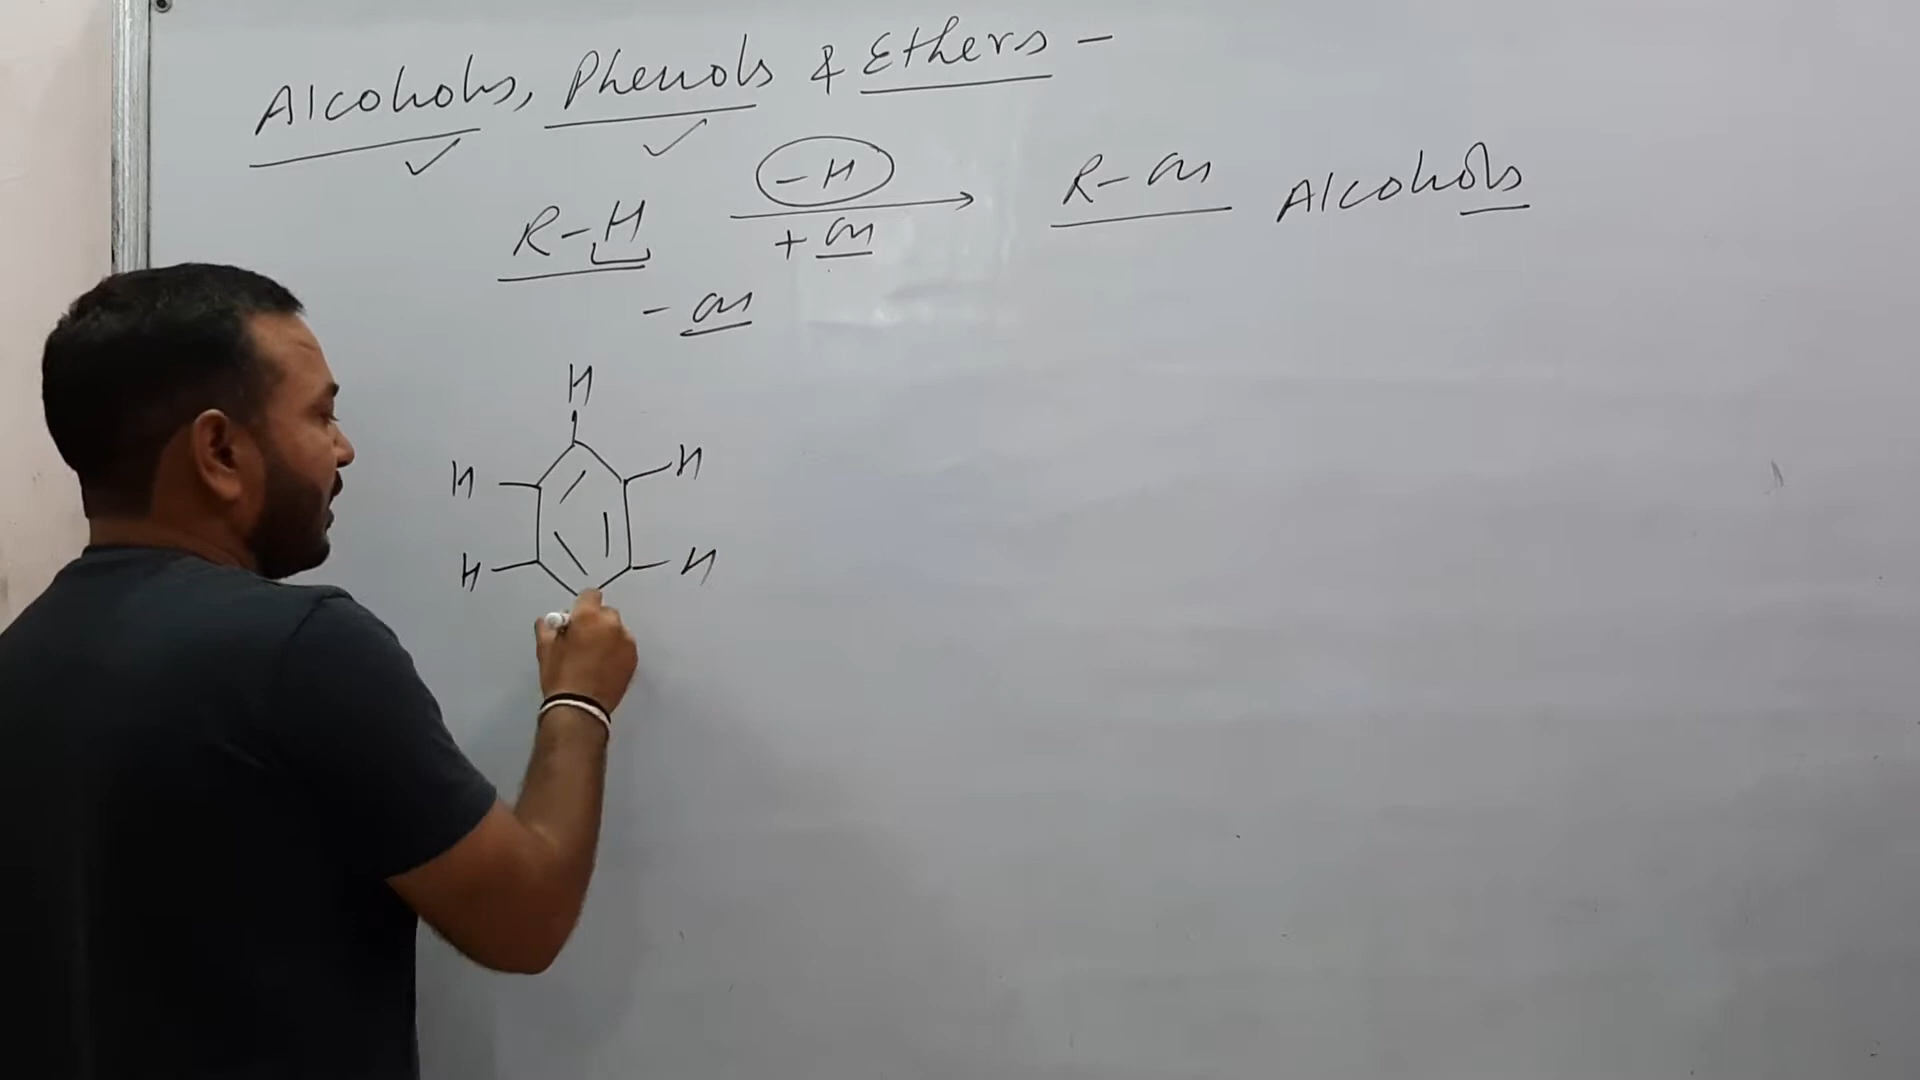 Alcohols, Phenols & Ethers -
R-H -H + OH R-OH Alcohols
- OH
H
H H
H H